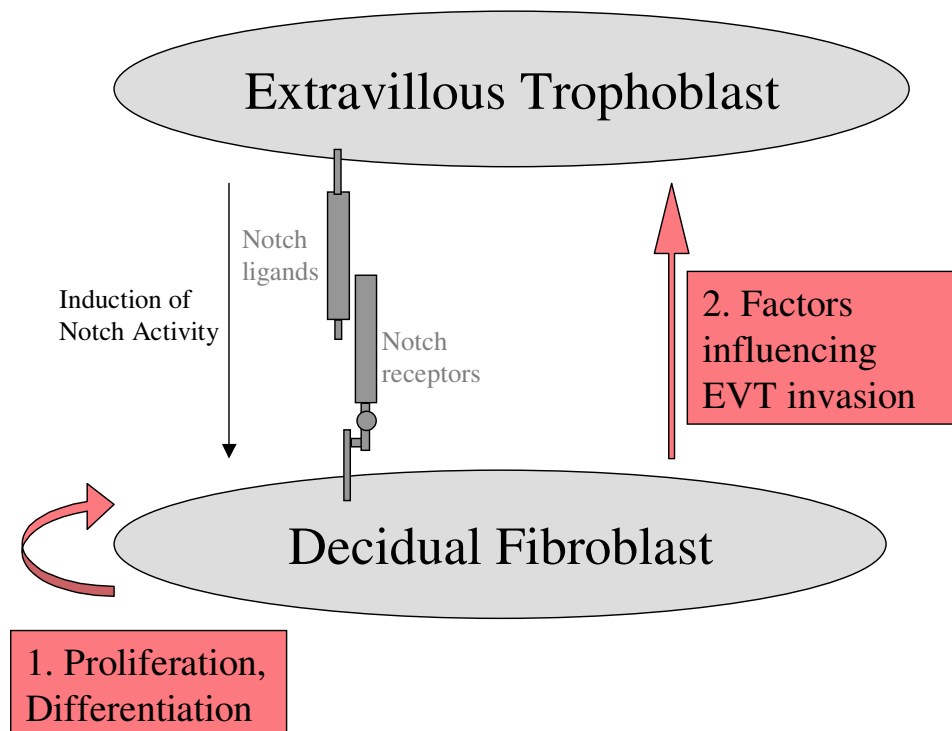 Extravillous Trophoblast
Notch
ligands
Induction of
Notch Activity
Notch
receptors
2. Factors
influencing
EVT invasion
Decidual Fibroblast
1. Proliferation,
Differentiation